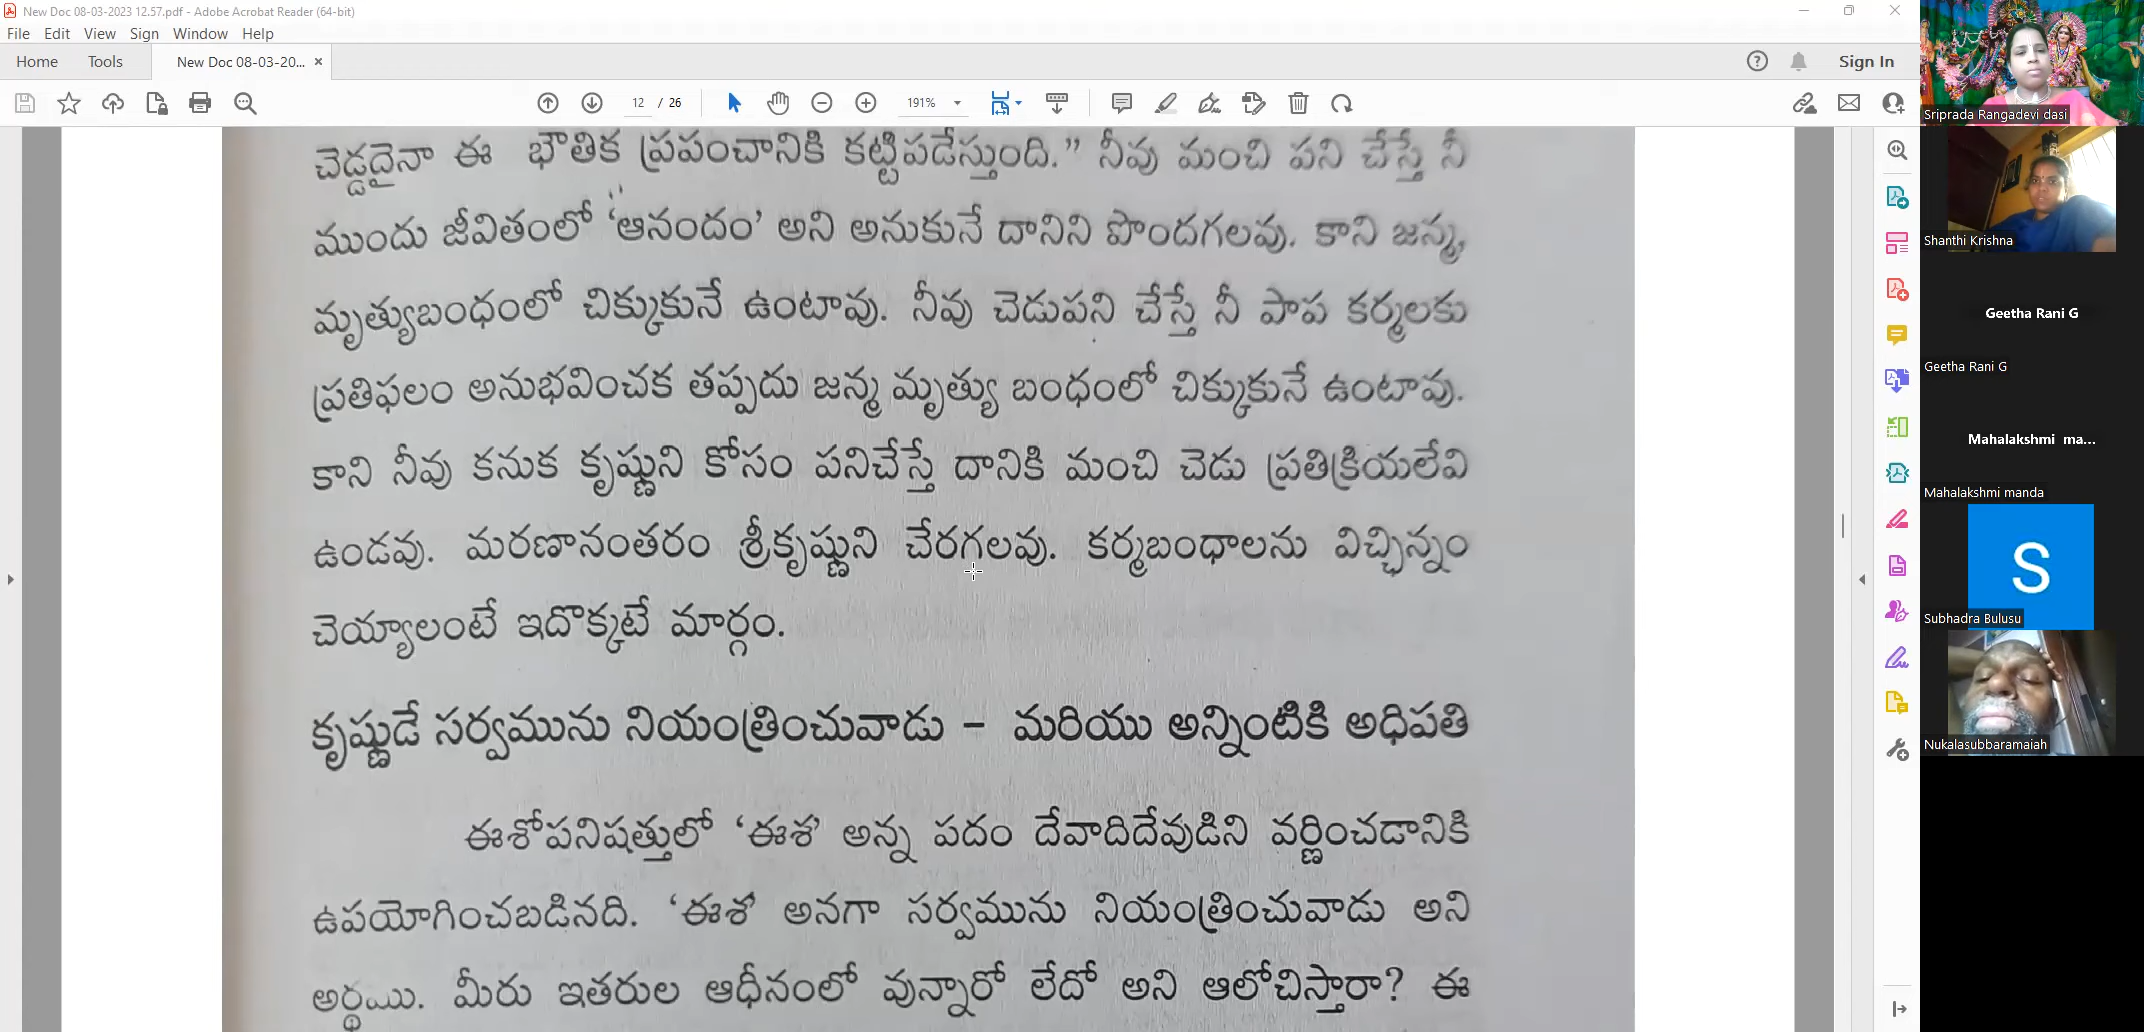 New Doc 08-03-2023 12.57.pdf - Adobe Acrobat Reader (64-bit)
File Edit View Sign Window Help
Home Tools New Doc 08-03-20... ×
Sign In
12 / 26
191%
చెడ్డదైనా ఈ భౌతిక ప్రపంచానికి కట్టిపడేస్తుంది.” నీవు మంచి పని చేస్తే నీ
ముందు జీవితంలో ‘ఆనందం’ అని అనుకునే దానిని పొందగలవు. కాని జన్మ,
మృత్యుబంధంలో చిక్కుకునే ఉంటావు. నీవు చెడుపని చేస్తే నీ పాప కర్మలకు
ప్రతిఫలం అనుభవించక తప్పదు జన్మ మృత్యు బంధంలో చిక్కుకునే ఉంటావు.
కాని నీవు కనుక కృష్ణుని కోసం పనిచేస్తే దానికి మంచి చెడు ప్రతిక్రియలేవి
ఉండవు. మరణానంతరం శ్రీకృష్ణుని చేరగలవు. కర్మబంధాలను విచ్ఛిన్నం
చెయ్యాలంటే ఇదొక్కటే మార్గం.
కృష్ణుడే సర్వమును నియంత్రించువాడు – మరియు అన్నింటికి అధిపతి
ఈశోపనిషత్తులో ‘ఈశ’ అన్న పదం దేవాదిదేవుడిని వర్ణించడానికి
ఉపయోగించబడినది. ‘ఈశ’ అనగా సర్వమును నియంత్రించువాడు అని
అర్థము. మీరు ఇతరుల ఆధీనంలో వున్నారో లేదో అని ఆలోచిస్తారా? ఈ
Sriprada Rangadevi dasi
Shanthi Krishna
Geetha Rani G
Geetha Rani G
Mahalakshmi ma...
Mahalakshmi manda
S
Subhadra Bulusu
Nukalasubbaramaiah